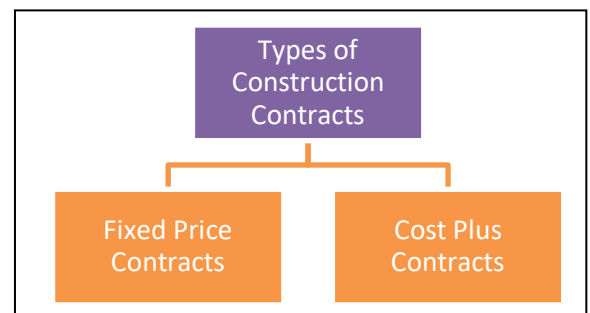 Types of
Construction
Contracts
Fixed Price
Contracts
Cost Plus
Contracts